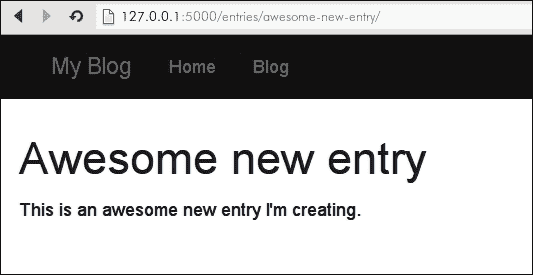 127.0.0.1:5000/entries/awesome-new-entry/
My Blog Home Blog
Awesome new entry
This is an awesome new entry I'm creating.